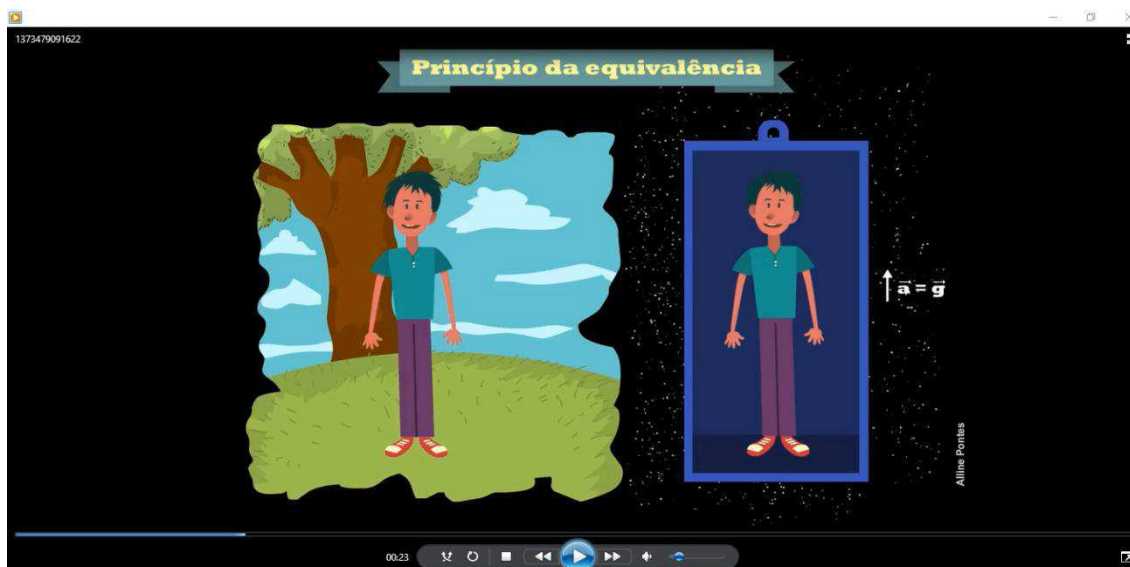 1373479091622
Princípio da equivalência
a = g
Alline Pontes
00:23